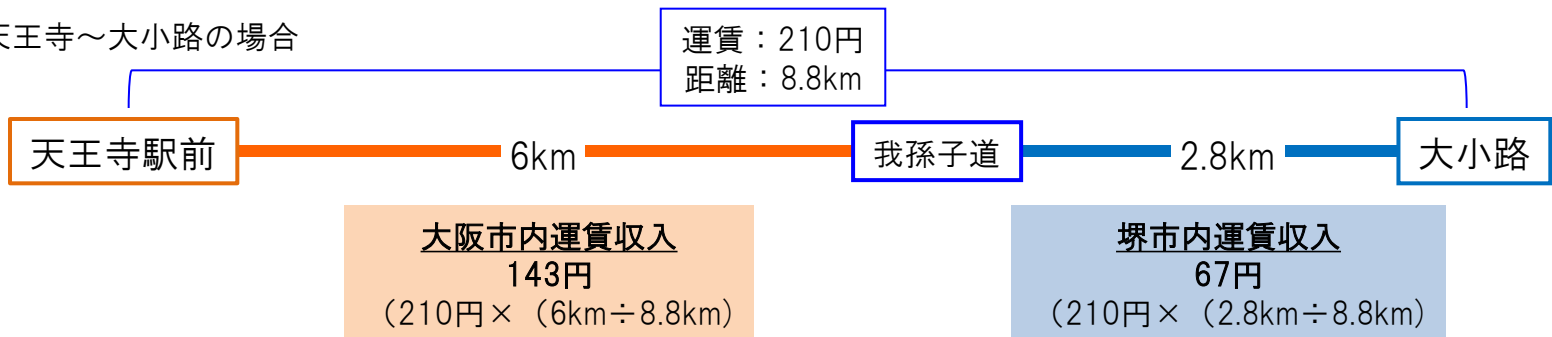 天王寺～大小路の場合
運賃：210円
距離：8.8km
天王寺駅前
6km
我孫子道
2.8km
大小路
大阪市内運賃収入
143円
（210円×（6km÷8.8km）
堺市内運賃収入
67円
（210円×（2.8km÷8.8km）